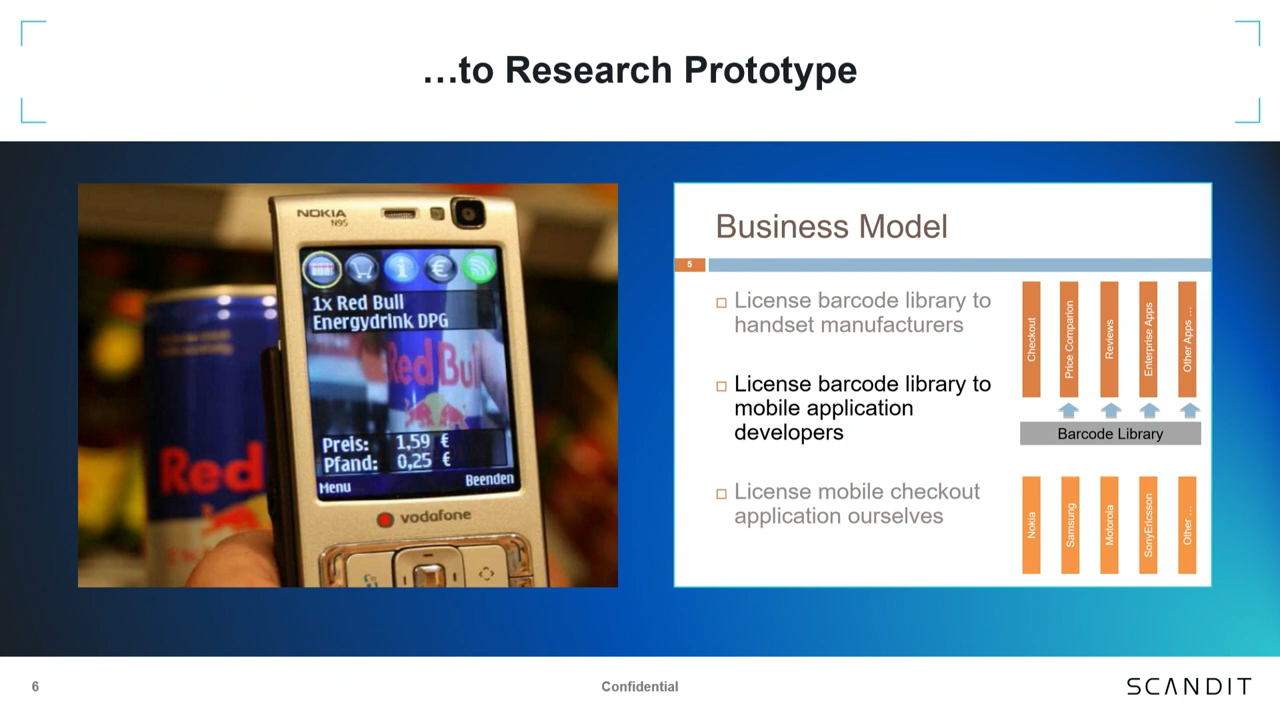 …to Research Prototype
NOKIA
N95
1x Red Bull
Energydrink DPG
Red Bul
Preis: 1,59 €
Pfand: 0,25 €
Menu
Beenden
vodafone
Red
Business Model
5
License barcode library to
handset manufacturers
License barcode library to
mobile application
developers
License mobile checkout
application ourselves
Checkout
Price Comparion
Reviews
Enterprise Apps
Other Apps ...
Barcode Library
Nokia
Samsung
Motorola
SonyEricsson
Other ...
6
Confidential
SCANDIT